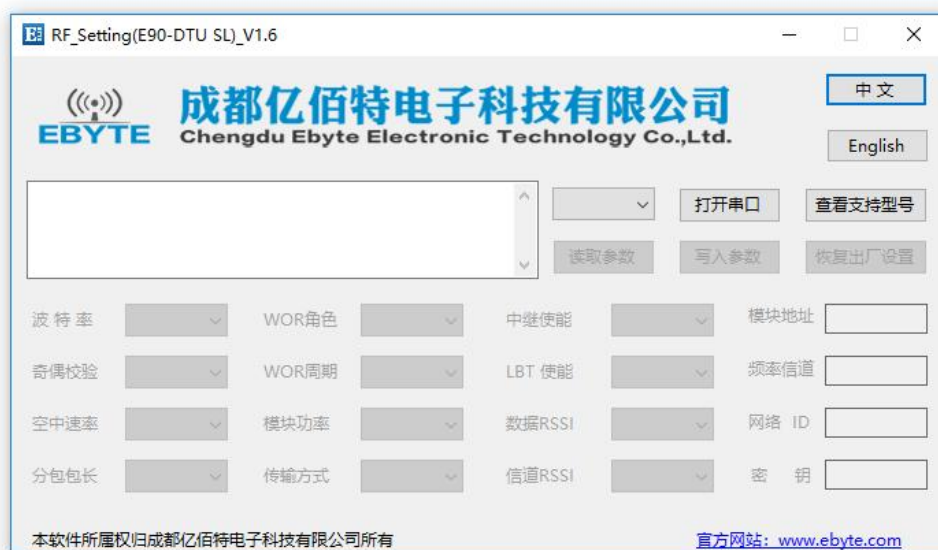 RF_Setting(E90-DTU SL)_V1.6
EBYTE
成都亿佰特电子科技有限公司
Chengdu Ebyte Electronic Technology Co.,Ltd.
中 文
English
打开串口 查看支持型号
读取参数 写入参数 恢复出厂设置
波 特 率 WOR角色 中继使能 模块地址
奇偶校验 WOR周期 LBT 使能 频率信道
空中速率 模块功率 数据RSSI 网络 ID
分包包长 传输方式 信道RSSI 密 钥
本软件所属权归成都亿佰特电子科技有限公司所有 官方网站：www.ebyte.com